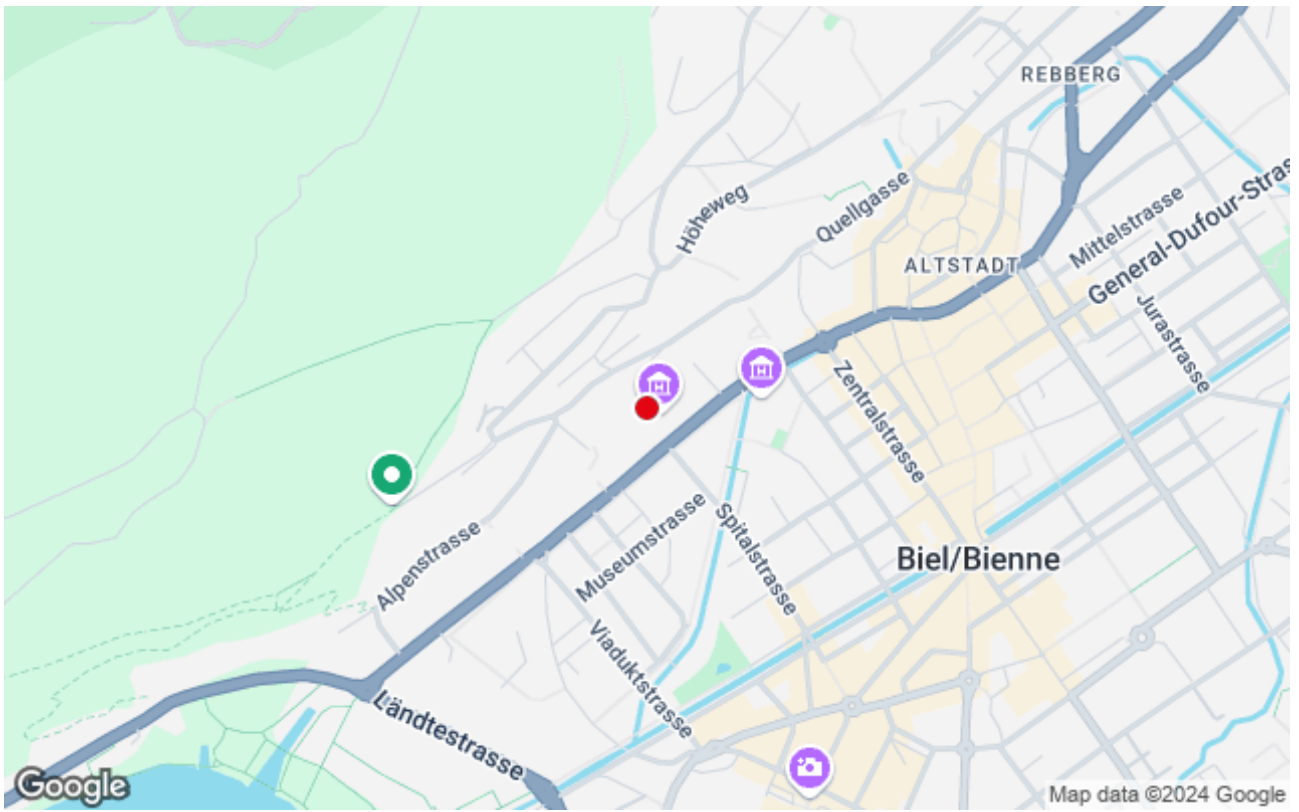 REBBERG
Höheweg
Quellgasse
Mittelstrasse
General-Dufour-Stras
ALTSTADT
Jurastrasse
Zentralstrasse
Museumstrasse
Spitalstrasse
Biel/Bienne
Alpenstrasse
Viaduktstrasse
Ländtestrasse
Google
Map data ©2024 Google